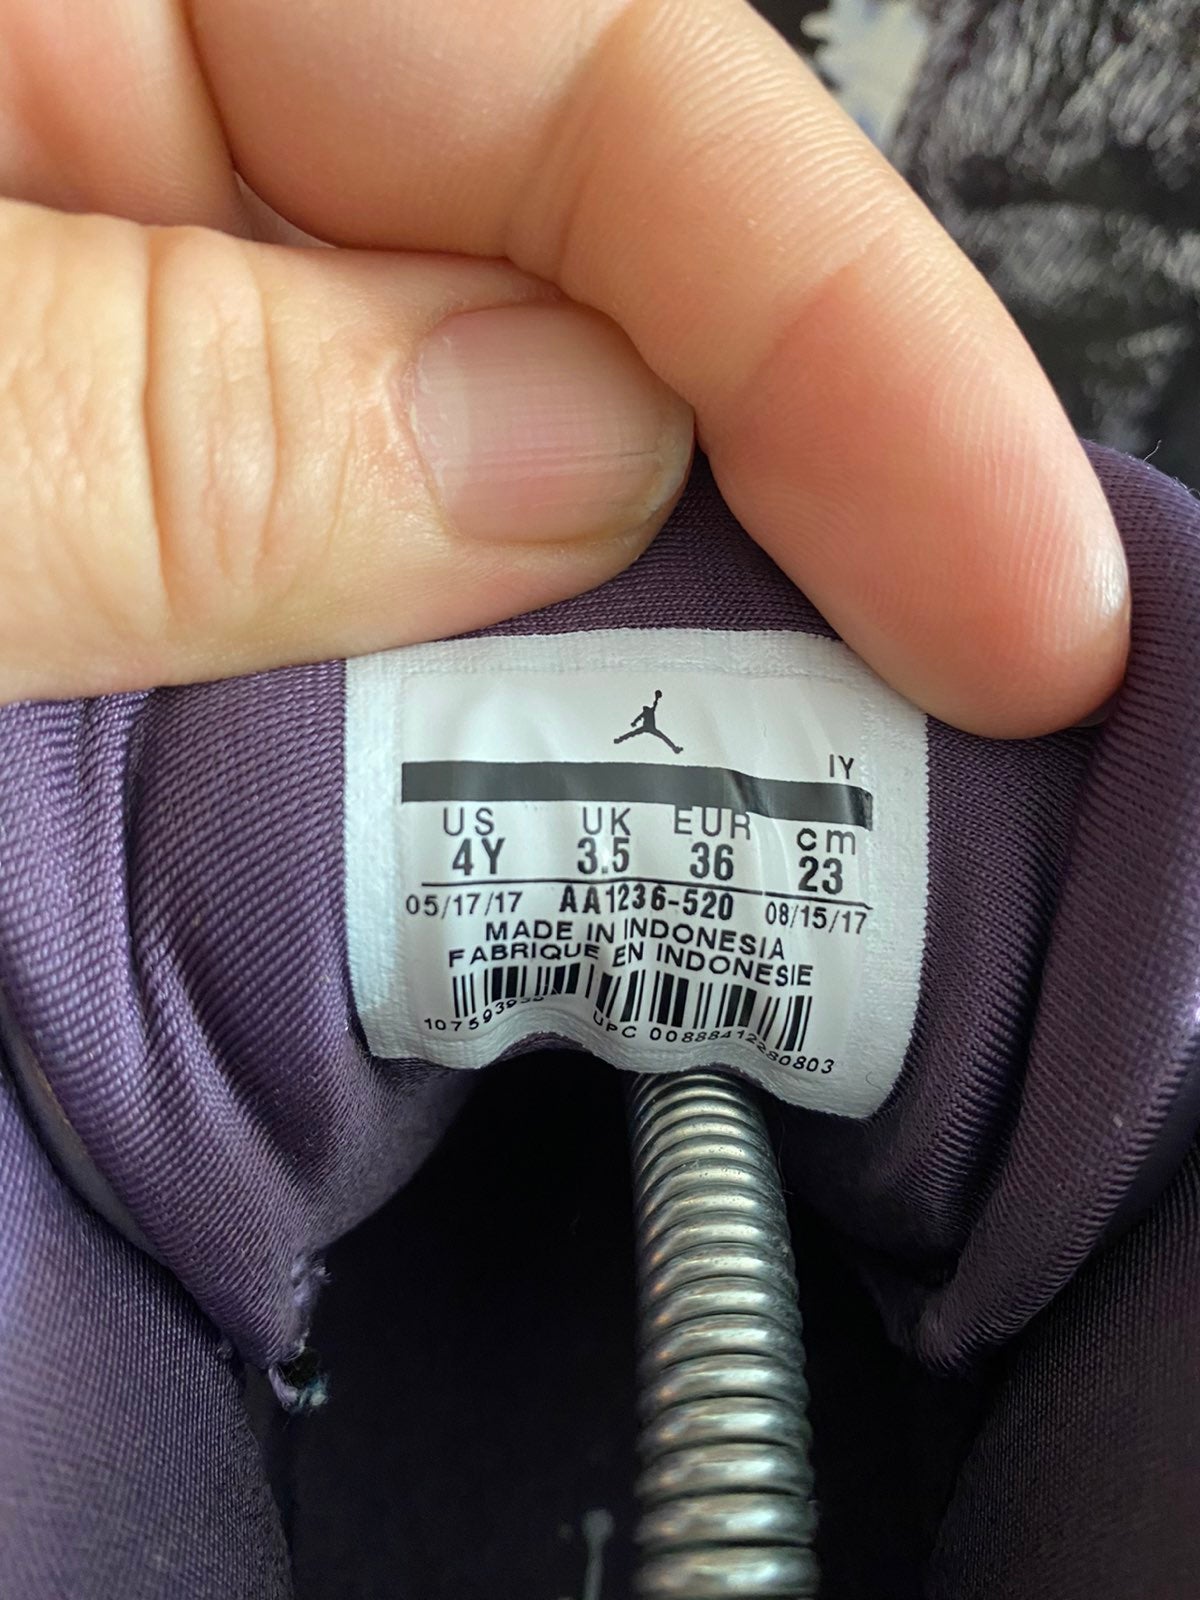 IY
US UK EUR cm
4Y 3.5 36 23
05/17/17 AA1236-520 08/15/17
MADE IN INDONESIA
FABRIQUE EN INDONESIE
UPC 00888412280803